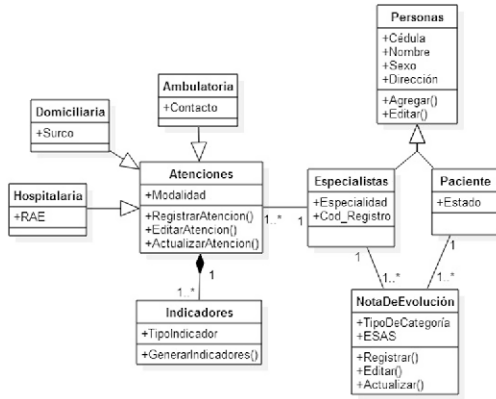 Personas
+Cédula
+Nombre
+Sexo
+Dirección
+Agregar()
+Editar()
Ambulatoria
+Contacto
Domiciliaria
+Surco
Hospitalaria
+RAE
Atenciones
+Modalidad
+RegistrarAtencion()
+EditarAtencion()
+ActualizarAtencion()
1..*
1
Especialistas
+Especialidad
+Cod_Registro
Paciente
+Estado
1
1
1..*
1..*
1
1..*
Indicadores
+TipoIndicador
+GenerarIndicadores()
NotaDeEvolución
+TipoDeCategoría
+ESAS
+Registrar()
+Editar()
+Actualizar()